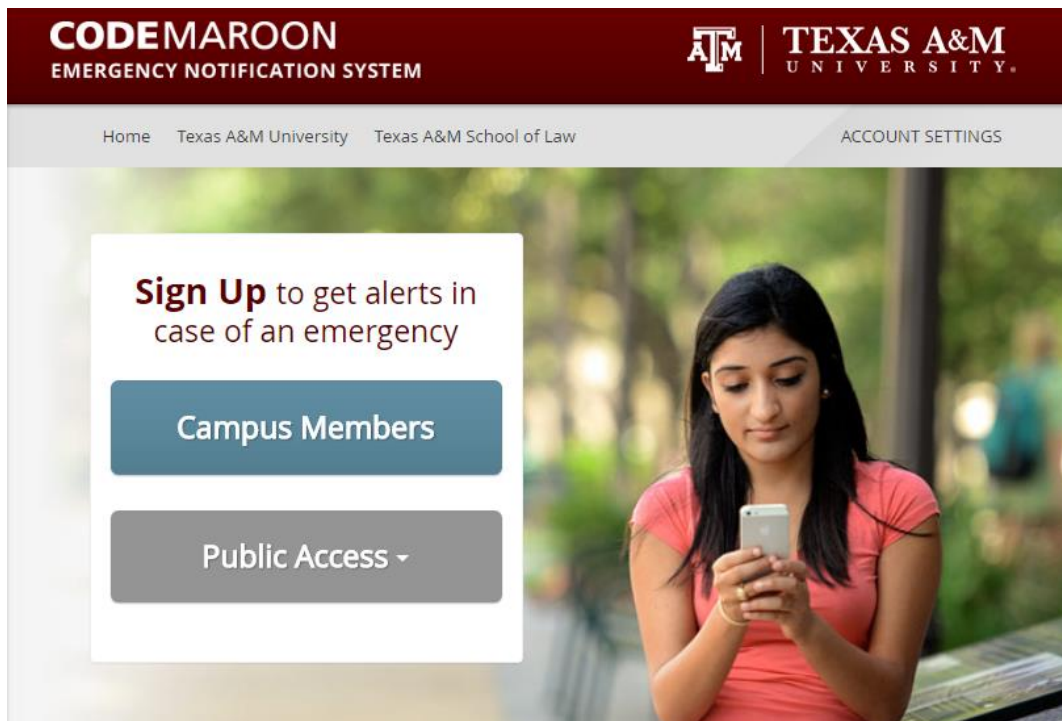 CODEMAROON
EMERGENCY NOTIFICATION SYSTEM
ATM
TEXAS A&M
UNIVERSITY®
Home Texas A&M University Texas A&M School of Law ACCOUNT SETTINGS
Sign Up to get alerts in
case of an emergency
Campus Members
Public Access